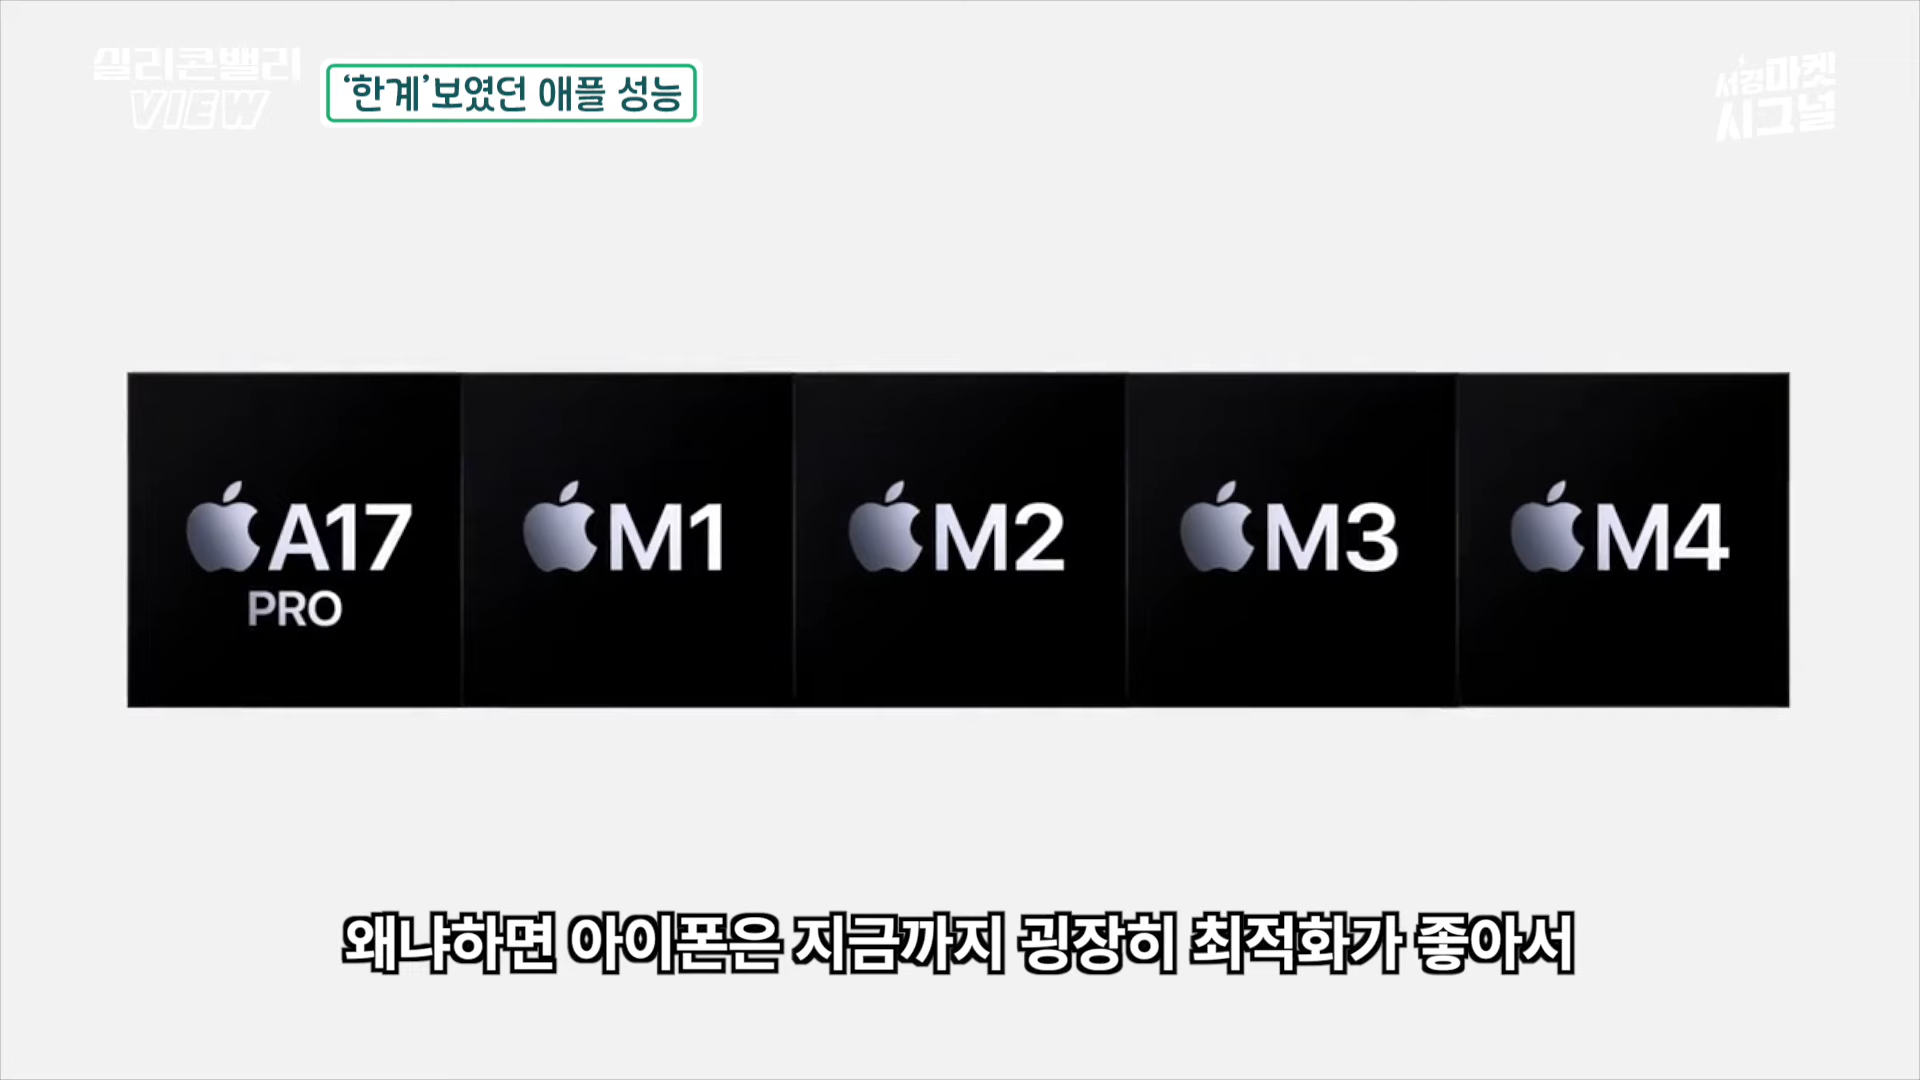 실리콘밸리
VIEW
‘한계’보였던 애플 성능
서경마켓
시그널
A17
PRO
M1
M2
M3
M4
왜냐하면 아이폰은 지금까지 굉장히 최적화가 좋아서